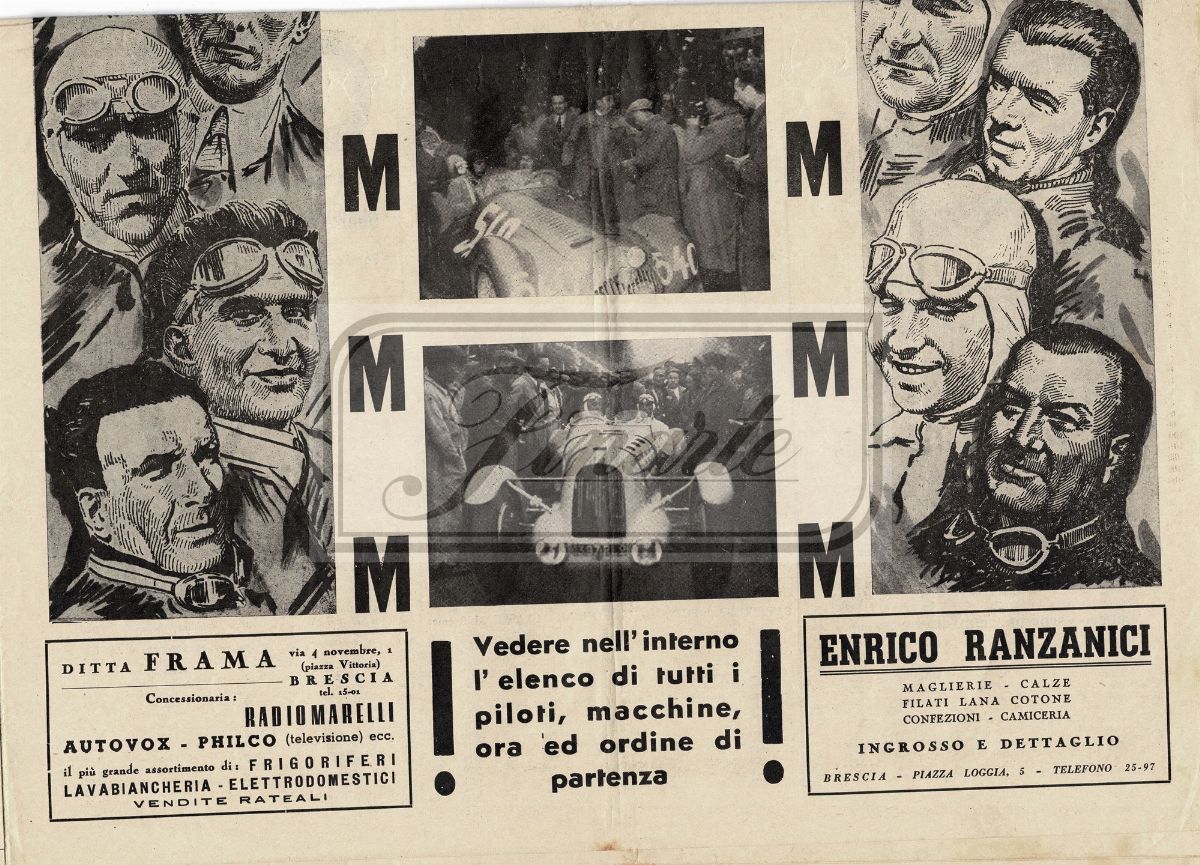 M
M
M
M
M
M
54
540
Finarte
DITTA FRAMA
via 4 novembre, 1
(piazza Vittoria)
BRESCIA
tel. 15-01
Concessionaria:
RADIOMARELLI
AUTOVOX - PHILCO (televisione) ecc.
il più grande assortimento di: FRIGORIFERI
LAVABIANCHERIA - ELETTRODOMESTICI
VENDITE RATEALI
! Vedere nell'interno !
l'elenco di tutti i
piloti, macchine,
ora ed ordine di
partenza
ENRICO RANZANICI
MAGLIERIE - CALZE
FILATI LANA COTONE
CONFEZIONI - CAMICERIA
INGROSSO E DETTAGLIO
BRESCIA - PIAZZA LOGGIA, 5 - TELEFONO 25-97